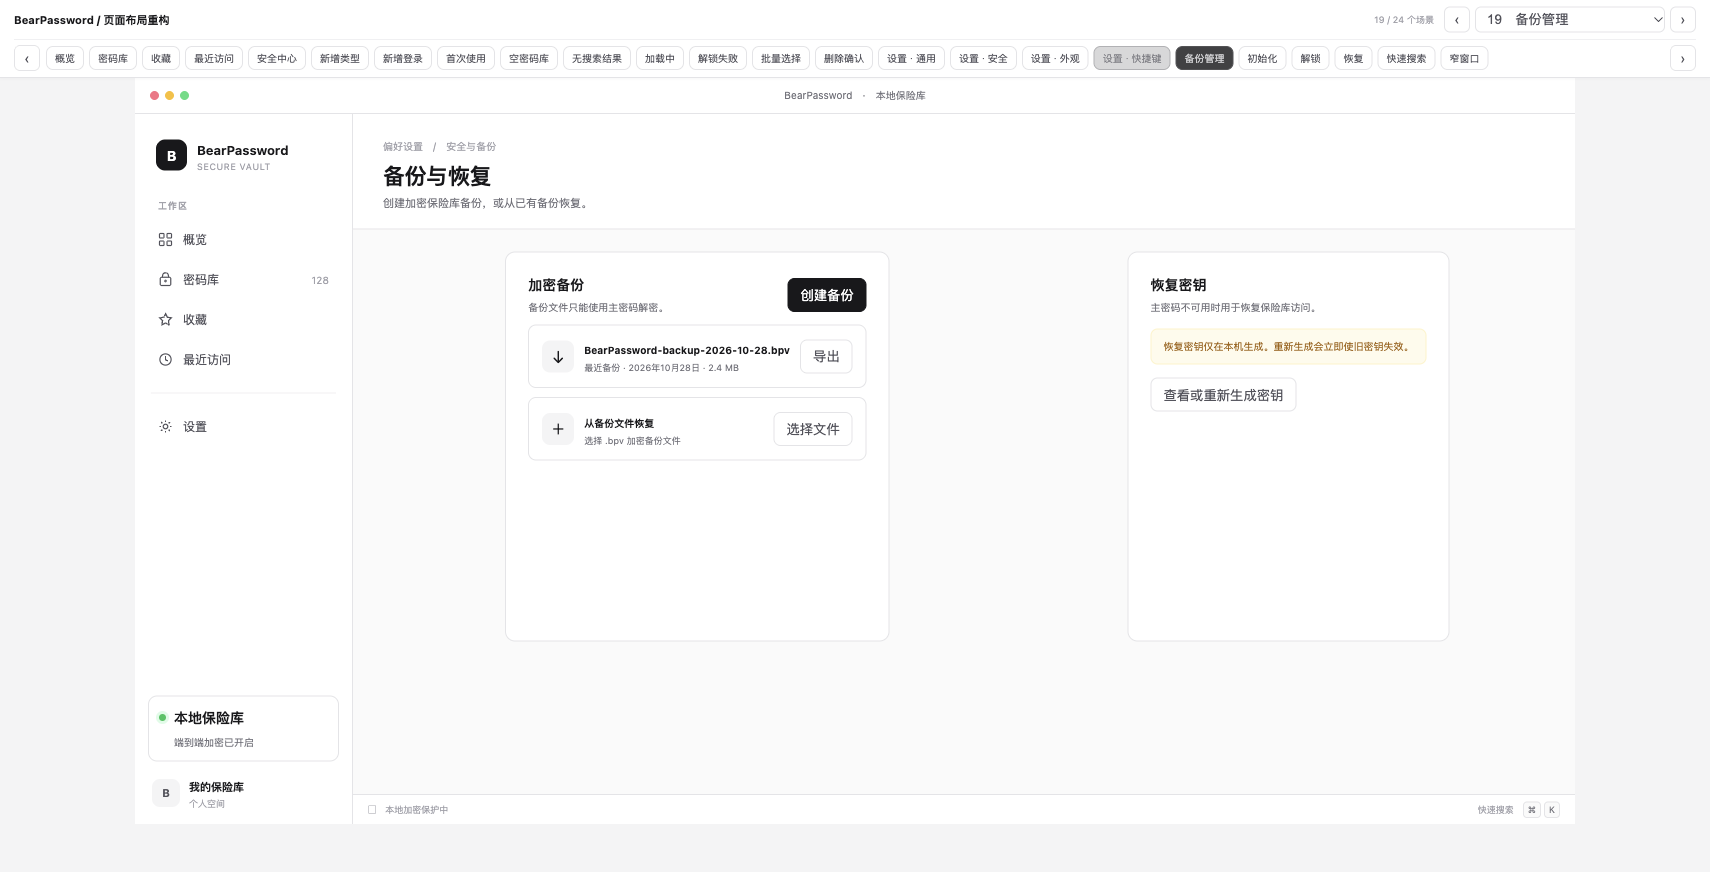 BearPassword / 页面布局重构
19 / 24 个场景
‹
19 备份管理
›
‹
概览
密码库
收藏
最近访问
安全中心
新增类型
新增登录
首次使用
空密码库
无搜索结果
加载中
解锁失败
批量选择
删除确认
设置 · 通用
设置 · 安全
设置 · 外观
设置 · 快捷键
备份管理
初始化
解锁
恢复
快速搜索
窄窗口
›
BearPassword · 本地保险库
B
BearPassword
SECURE VAULT
工作区
概览
密码库
128
收藏
最近访问
设置
本地保险库
端到端加密已开启
B
我的保险库
个人空间
偏好设置 / 安全与备份
备份与恢复
创建加密保险库备份，或从已有备份恢复。
加密备份
备份文件只能使用主密码解密。
创建备份
BearPassword-backup-2026-10-28.bpv
最近备份 · 2026年10月28日 · 2.4 MB
导出
从备份文件恢复
选择 .bpv 加密备份文件
选择文件
恢复密钥
主密码不可用时用于恢复保险库访问。
恢复密钥仅在本机生成。重新生成会立即使旧密钥失效。
查看或重新生成密钥
本地加密保护中
快速搜索 ⌘ K